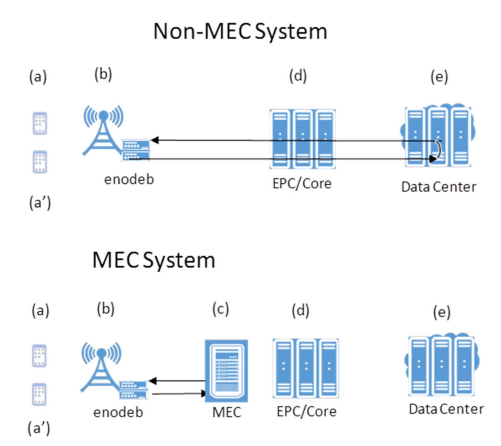 Non-MEC System
(a) (b) (d) (e)
enodeb EPC/Core Data Center
(a')
MEC System
(a) (b) (c) (d) (e)
enodeb MEC EPC/Core Data Center
(a')